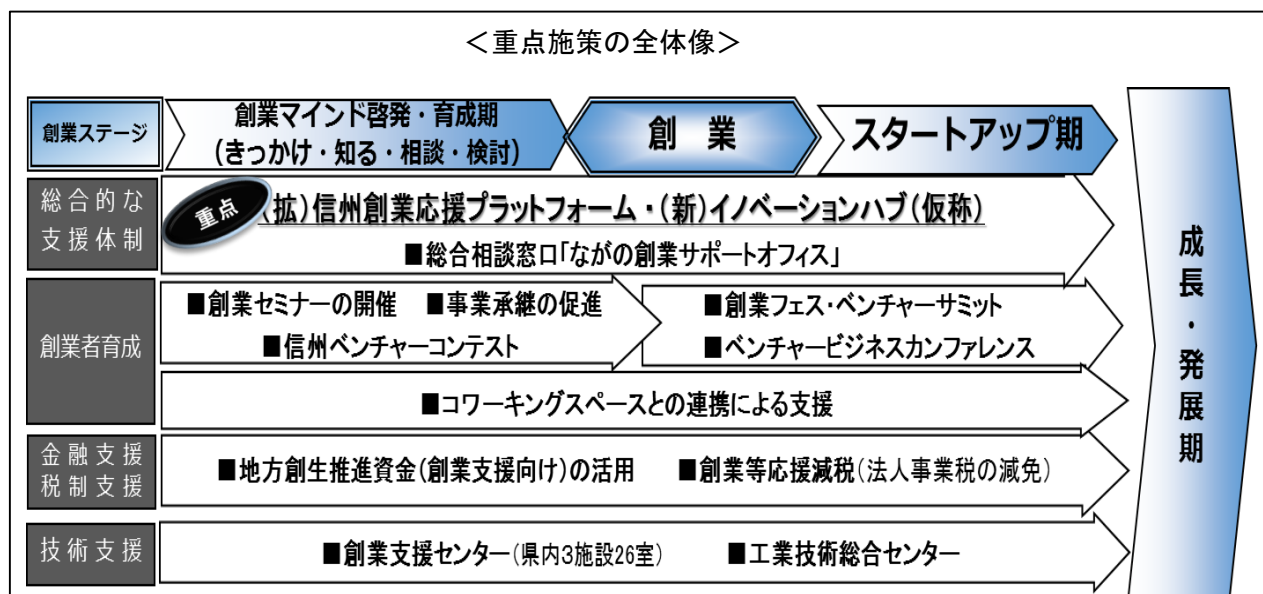 ＜重点施策の全体像＞
創業ステージ
創業マインド啓発・育成期
(きっかけ・知る・相談・検討)
創　業
スタートアップ期
総合的な
支援体制
重点
(拡)信州創業応援プラットフォーム・(新)イノベーションハブ(仮称)
■総合相談窓口｢ながの創業サポートオフィス｣
創業者育成
■創業セミナーの開催　■事業承継の促進
■信州ベンチャーコンテスト
■創業フェス・ベンチャーサミット
■ベンチャービジネスカンファレンス
■コワーキングスペースとの連携による支援
金融支援
税制支援
■地方創生推進資金(創業支援向け)の活用　■創業等応援減税(法人事業税の減免)
技術支援
■創業支援センター(県内3施設26室)　■工業技術総合センター
成長・発展期